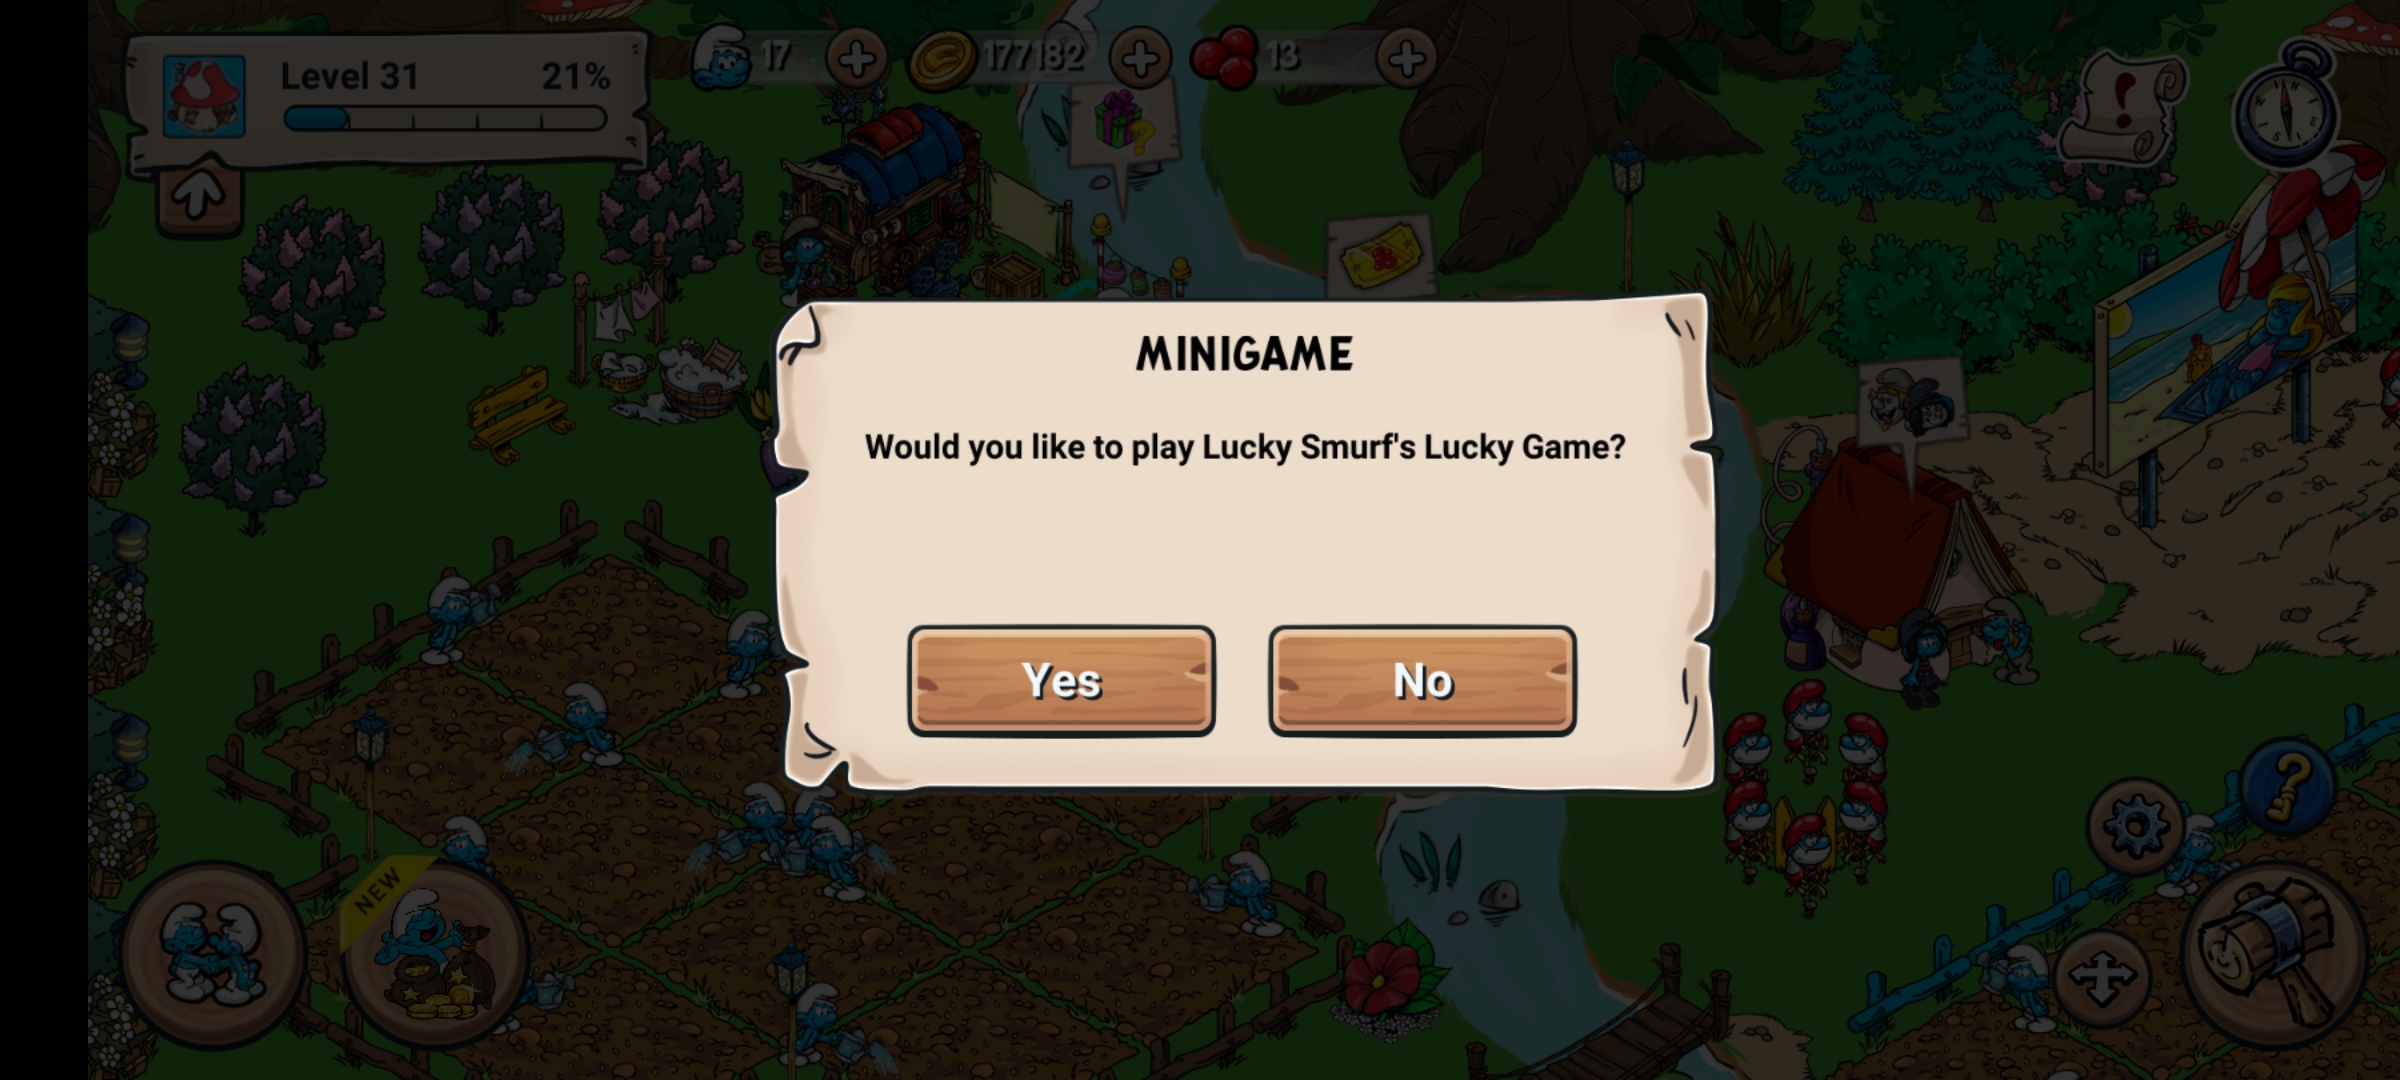 Level 31 21%
17
177182
13
MINIGAME
Would you like to play Lucky Smurf's Lucky Game?
Yes
No
NEW